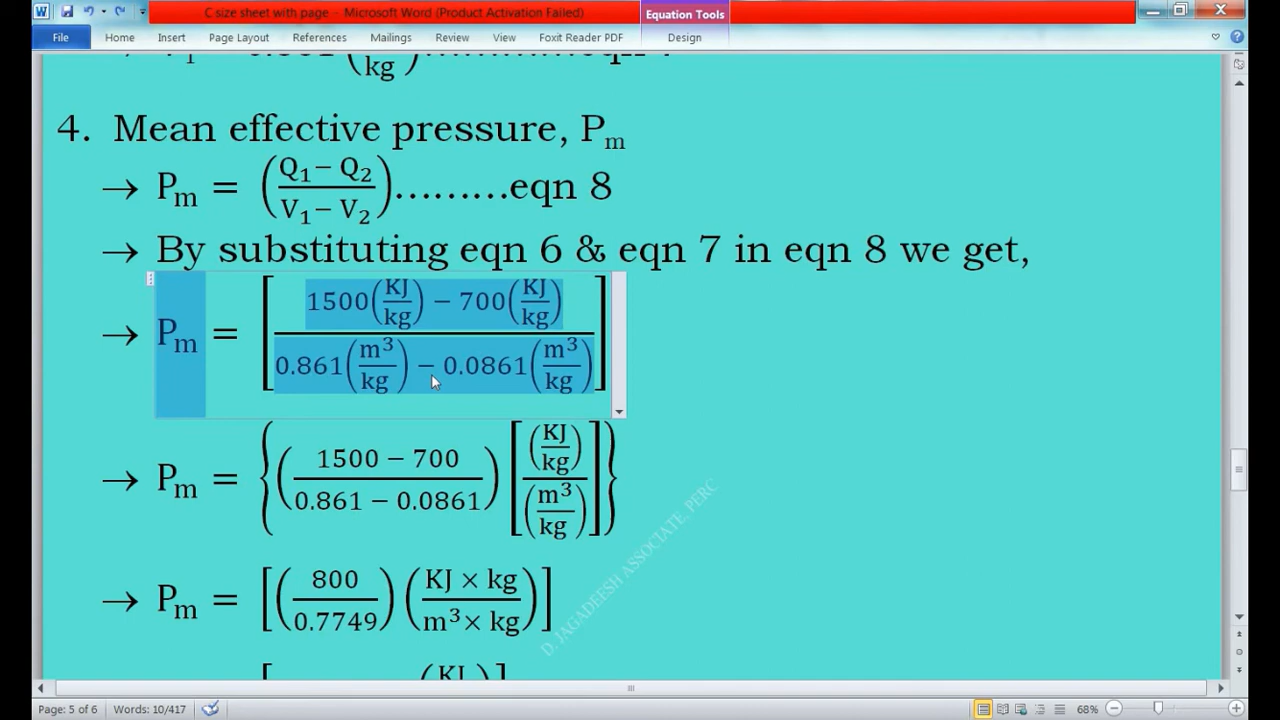 C size sheet with page - Microsoft Word (Product Activation Failed)
Equation Tools
File Home Insert Page Layout References Mailings Review View Foxit Reader PDF Design
kg
4. Mean effective pressure, Pm
→ Pm = (Q1 − Q2 / V1 − V2).........eqn 8
→ By substituting eqn 6 & eqn 7 in eqn 8 we get,
→ Pm = [1500(KJ/kg) − 700(KJ/kg) / 0.861(m³/kg) − 0.0861(m³/kg)]
→ Pm = {(1500 − 700 / 0.861 − 0.0861) [(KJ/kg) / (m³/kg)]}
→ Pm = [(800 / 0.7749) (KJ × kg / m³ × kg)]
KJ
D. JAGADEESH ASSOCIATE, PERC
Page: 5 of 6 Words: 10/417 68%